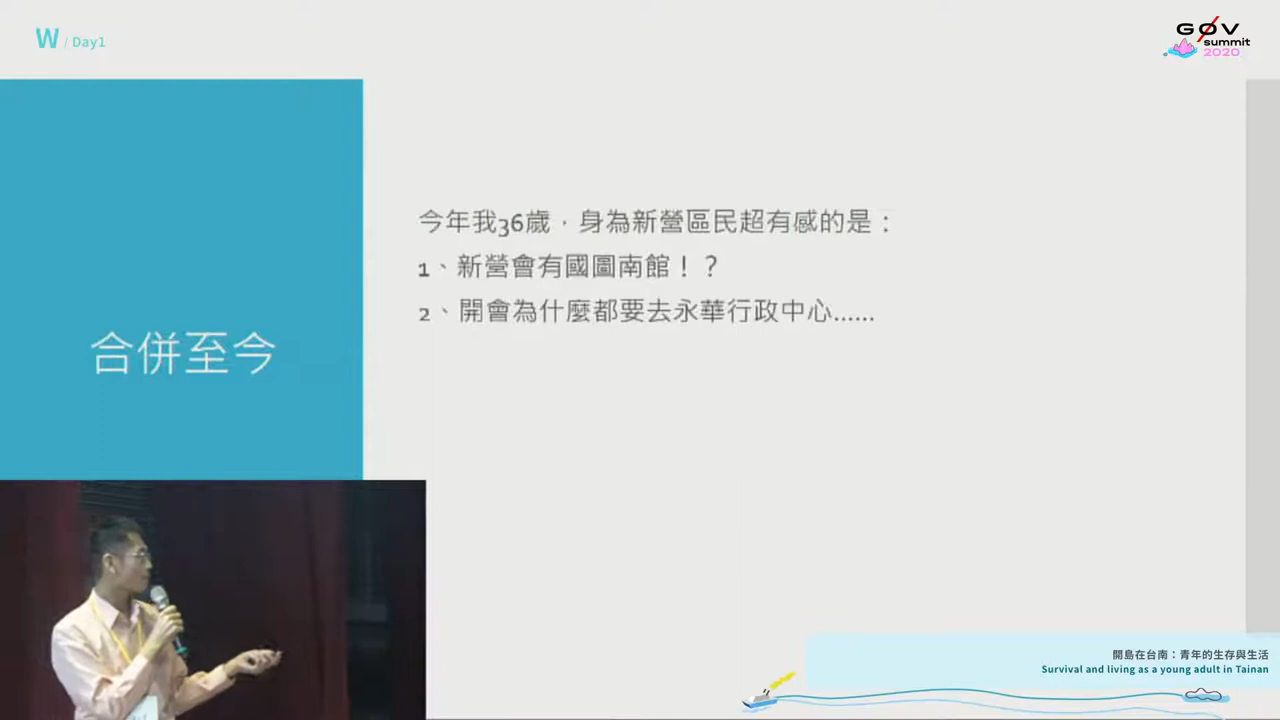 W / Day1
G0V
summit
2020
今年我36歲，身為新營區民超有感的是：
1、新營會有國圖南館！？
2、開會為什麼都要去永華行政中心......
合併至今
開島在台南：青年的生存與生活
Survival and living as a young adult in Tainan